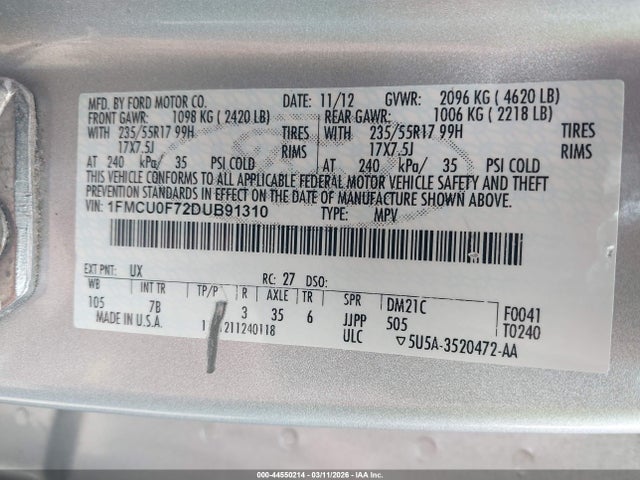 MFD. BY FORD MOTOR CO. DATE: 11/12 GVWR: 2096 KG ( 4620 LB)
FRONT GAWR: 1098 KG ( 2420 LB) REAR GAWR: 1006 KG ( 2218 LB)
WITH 235/55R17 99H TIRES WITH 235/55R17 99H TIRES
17X7.5J RIMS 17X7.5J RIMS
AT 240 kPa/ 35 PSI COLD AT 240 kPa/ 35 PSI COLD
THIS VEHICLE CONFORMS TO ALL APPLICABLE FEDERAL MOTOR VEHICLE SAFETY AND THEFT
PREVENTION STANDARDS IN EFFECT ON THE DATE OF MANUFACTURE SHOWN ABOVE.
VIN: 1FMCU0F72DUB91310 TYPE: MPV
EXT PNT: UX RC: 27 DSO:
WB INT TR TP/P R AXLE TR SPR DM21C F0041
105 7B 3 35 6 JJPP 505 T0240
MADE IN U.S.A. 211240118 ULC ▽5U5A-3520472-AA
000-44550214 - 03/11/2026 - IAA Inc.